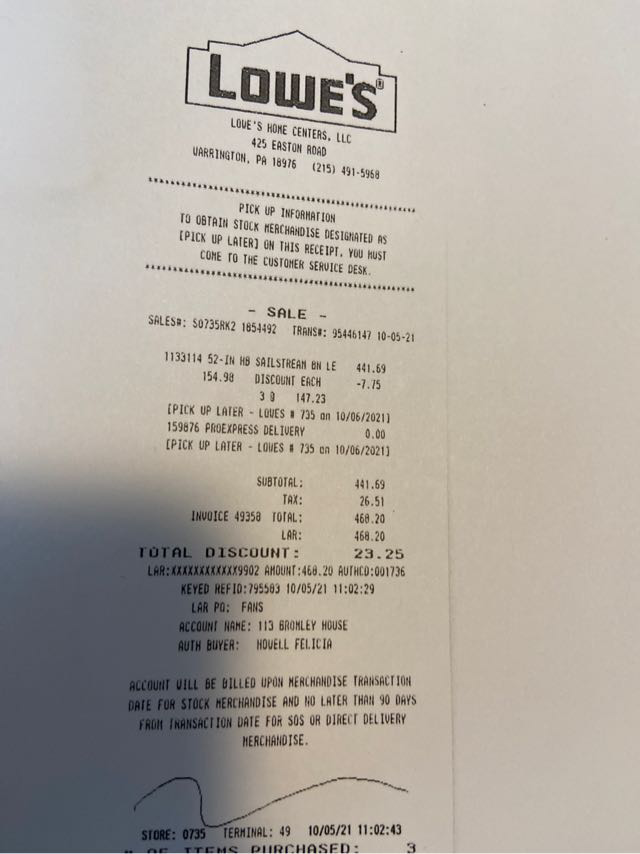 LOWE'S®
LOWE'S HOME CENTERS, LLC
425 EASTON ROAD
WARRINGTON, PA 18976 (215) 491-5968
PICK UP INFORMATION
TO OBTAIN STOCK MERCHANDISE DESIGNATED AS
[PICK UP LATER] ON THIS RECEIPT, YOU MUST
COME TO THE CUSTOMER SERVICE DESK.
- SALE -
SALES#: S0735RK2 1854492 TRANS#: 95446147 10-05-21
1133114 52-IN HB SAILSTREAM BN LE 441.69
154.98 DISCOUNT EACH -7.75
3 @ 147.23
[PICK UP LATER - LOWES # 735 on 10/06/2021]
159876 PROEXPRESS DELIVERY 0.00
[PICK UP LATER - LOWES # 735 on 10/06/2021]
SUBTOTAL: 441.69
TAX: 26.51
INVOICE 49358 TOTAL: 468.20
LAR: 468.20
TOTAL DISCOUNT: 23.25
LAR:XXXXXXXXXXXX9902 AMOUNT:468.20 AUTHCD:001736
KEYED REFID:795503 10/05/21 11:02:29
LAR PO: FANS
ACCOUNT NAME: 113 BROMLEY HOUSE
AUTH BUYER: HOWELL FELICIA
ACCOUNT WILL BE BILLED UPON MERCHANDISE TRANSACTION
DATE FOR STOCK MERCHANDISE AND NO LATER THAN 90 DAYS
FROM TRANSACTION DATE FOR SOS OR DIRECT DELIVERY
MERCHANDISE.
STORE: 0735 TERMINAL: 49 10/05/21 11:02:43
# OF ITEMS PURCHASED: 3